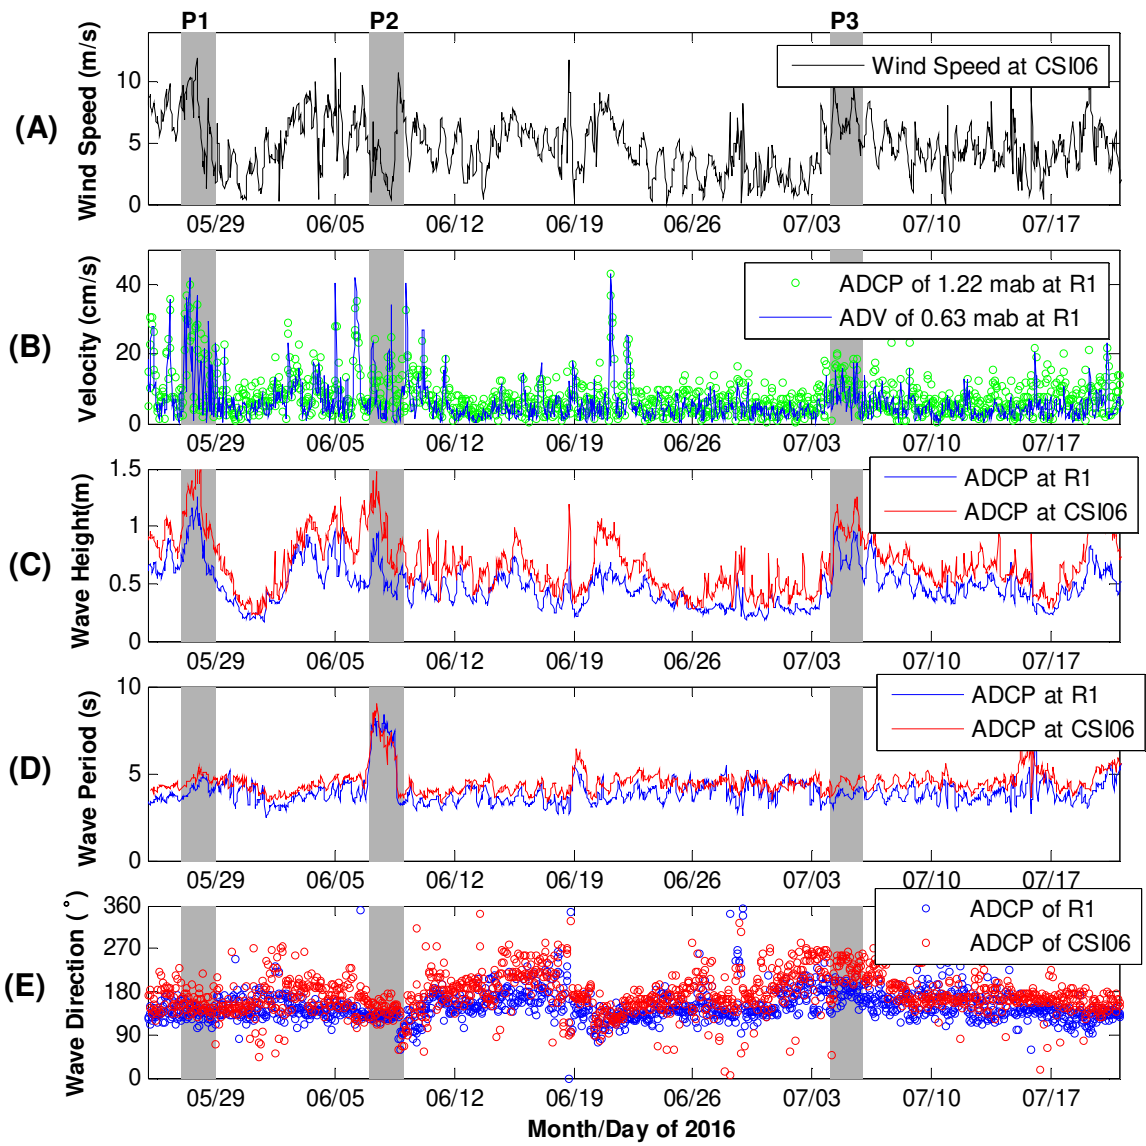 P1 P2 P3
(A)
Wind Speed (m/s)
10
5
0
Wind Speed at CSI06
05/29 06/05 06/12 06/19 06/26 07/03 07/10 07/17
(B)
Velocity (cm/s)
40
20
0
ADCP of 1.22 mab at R1
ADV of 0.63 mab at R1
05/29 06/05 06/12 06/19 06/26 07/03 07/10 07/17
(C)
Wave Height(m)
1.5
1
0.5
0
ADCP at R1
ADCP at CSI06
05/29 06/05 06/12 06/19 06/26 07/03 07/10 07/17
(D)
Wave Period (s)
10
5
0
ADCP at R1
ADCP at CSI06
05/29 06/05 06/12 06/19 06/26 07/03 07/10 07/17
(E)
Wave Direction (°)
360
270
180
90
0
ADCP of R1
ADCP of CSI06
05/29 06/05 06/12 06/19 06/26 07/03 07/10 07/17
Month/Day of 2016